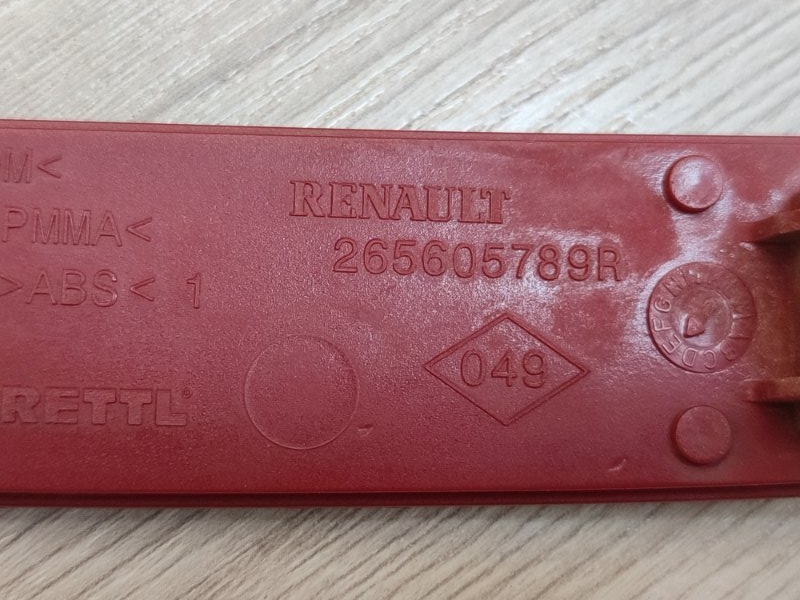 M<
PMMA<
>ABS< 1
RETTL®
RENAULT
265605789R
049